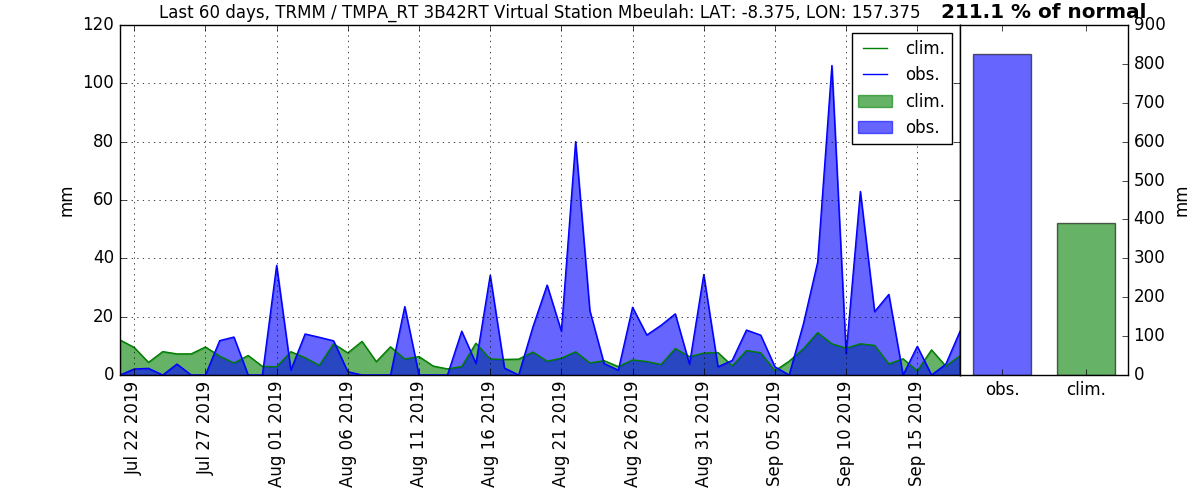 Last 60 days, TRMM / TMPA_RT 3B42RT Virtual Station Mbeulah: LAT: -8.375, LON: 157.375
211.1 % of normal
120
100
80
60
40
20
0
mm
clim.
obs.
clim.
obs.
900
800
700
600
500
400
300
200
100
0
mm
Jul 22 2019
Jul 27 2019
Aug 01 2019
Aug 06 2019
Aug 11 2019
Aug 16 2019
Aug 21 2019
Aug 26 2019
Aug 31 2019
Sep 05 2019
Sep 10 2019
Sep 15 2019
obs.
clim.